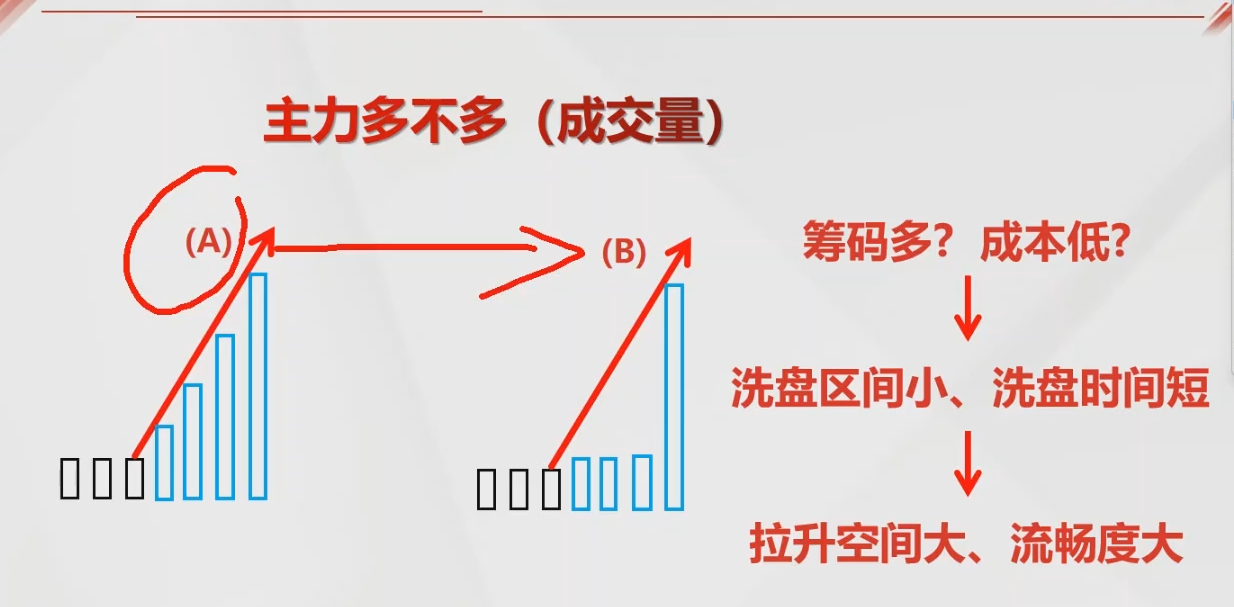 主力多不多（成交量）
(A)
(B)
筹码多？成本低？
洗盘区间小、洗盘时间短
拉升空间大、流畅度大